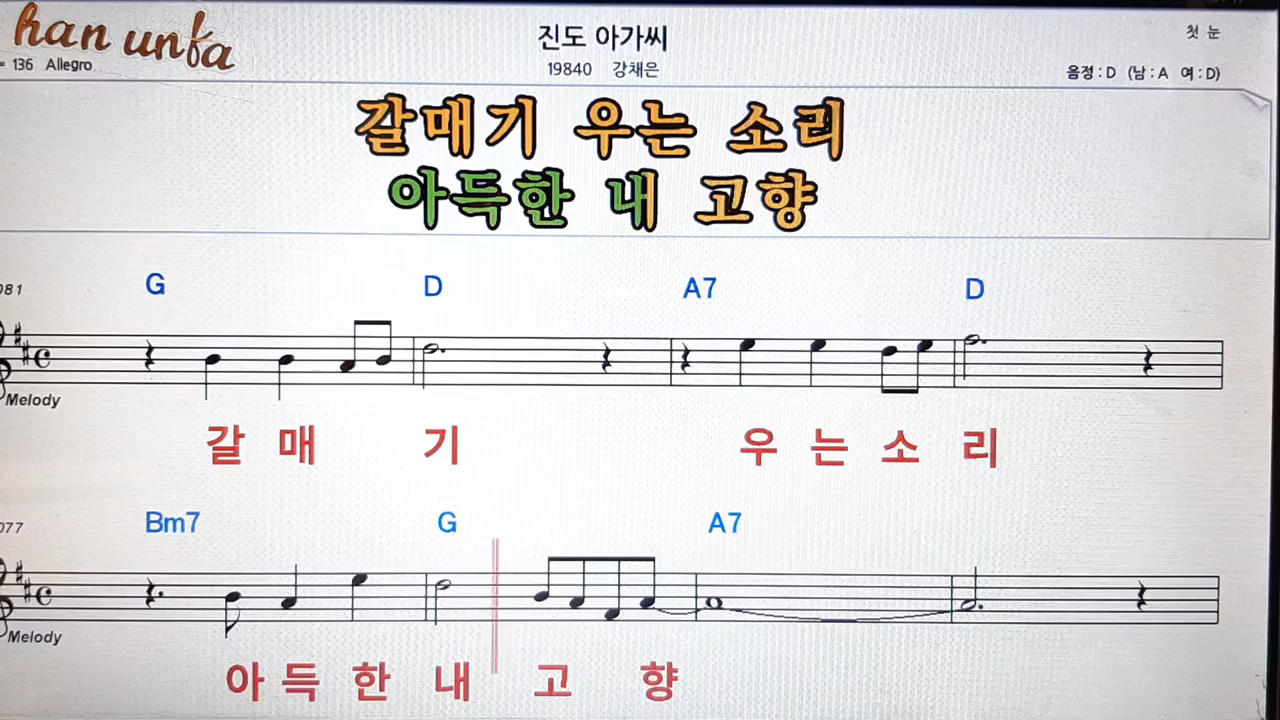 han unfa
진도 아가씨
첫 눈
= 136 Allegro
19840 강채은
음정 : D (남 : A 여 : D)
갈매기 우는 소리
아득한 내 고향
081
G D A7 D
Melody
갈 매 기 우 는 소 리
077
Bm7 G A7
Melody
아 득 한 내 고 향